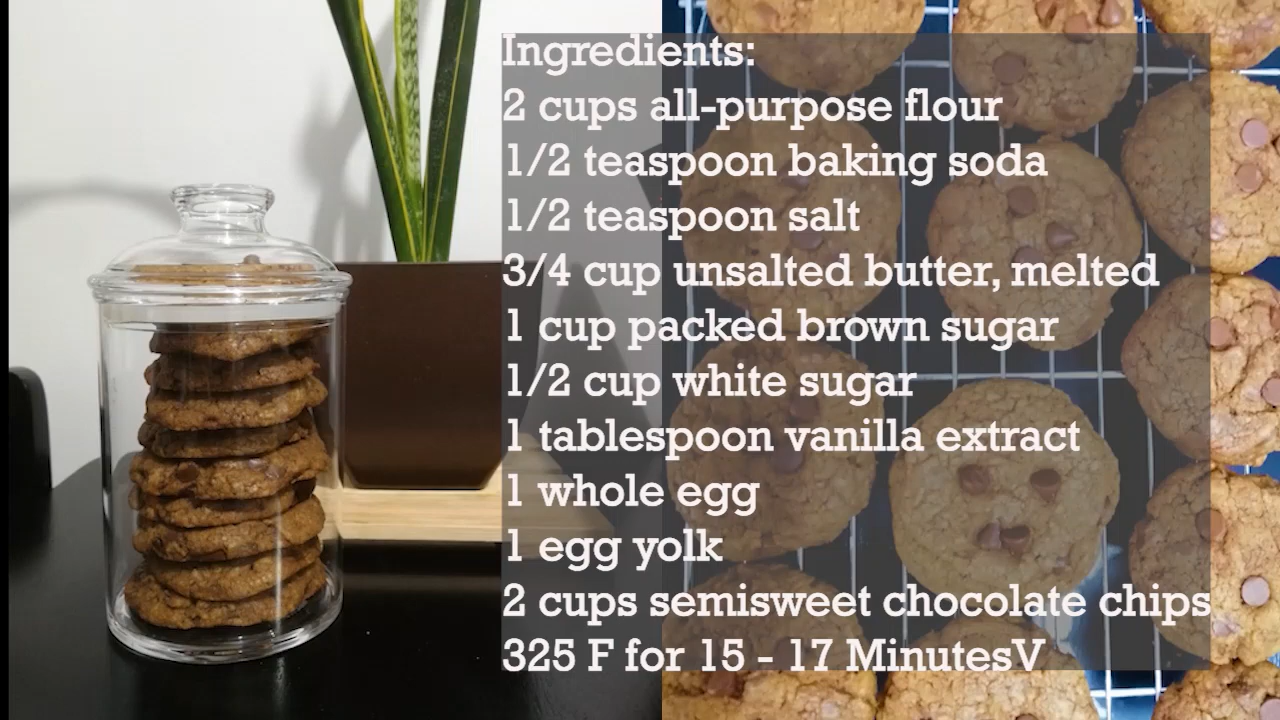 Ingredients:
2 cups all-purpose flour
1/2 teaspoon baking soda
1/2 teaspoon salt
3/4 cup unsalted butter, melted
1 cup packed brown sugar
1/2 cup white sugar
1 tablespoon vanilla extract
1 whole egg
1 egg yolk
2 cups semisweet chocolate chips
325 F for 15 - 17 MinutesV